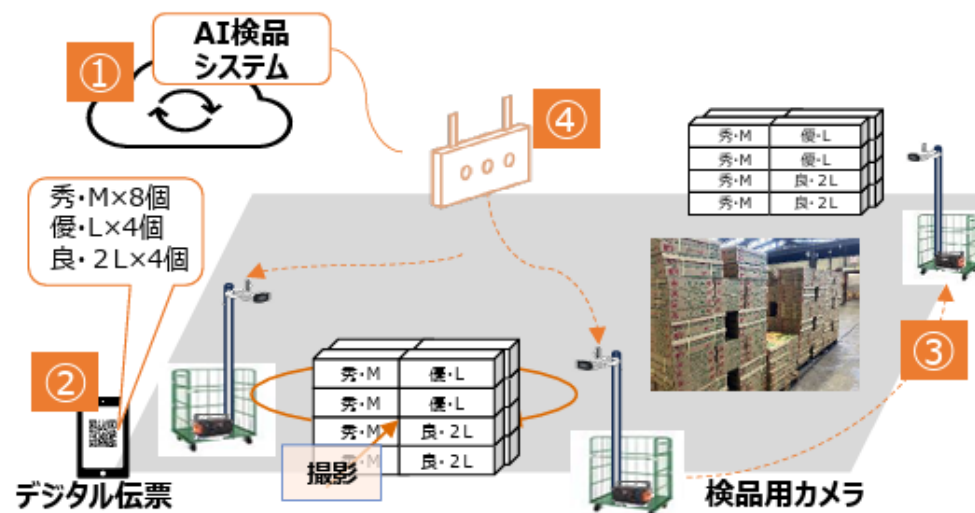 ①
AI検品
システム
④
秀・M 優・L
秀・M 優・L
秀・M 良・2L
秀・M 良・2L
秀・M×8個
優・L×4個
良・2L×4個
③
②
秀・M 優・L
秀・M 優・L
秀・M 良・2L
・M 良・2L
撮影
デジタル伝票
検品用カメラ